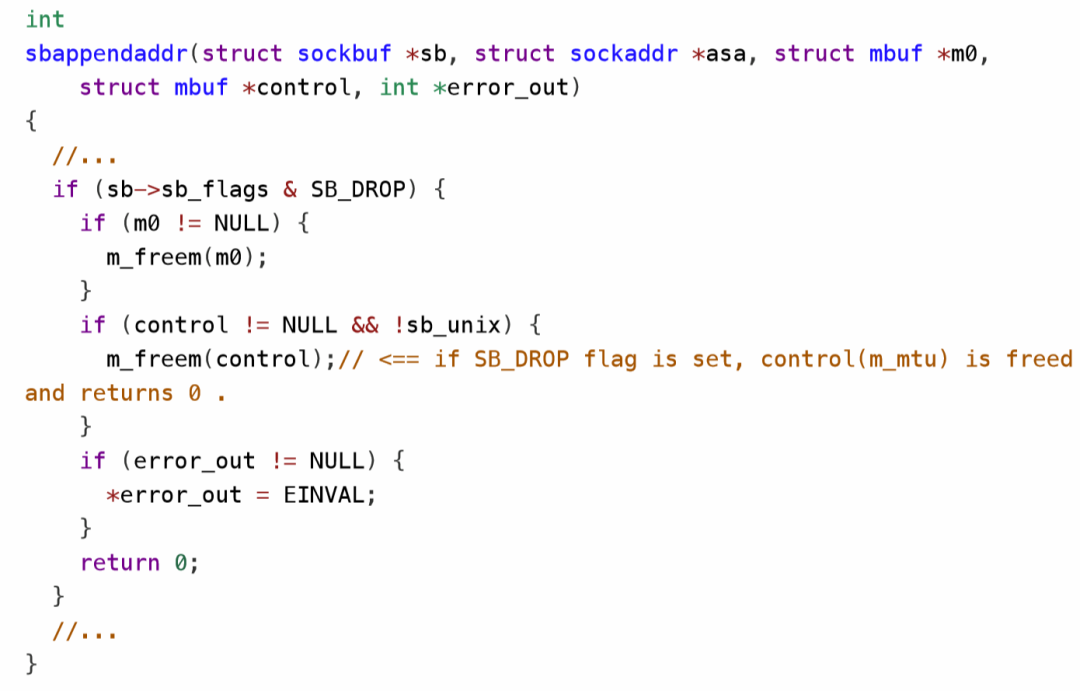 int
sbappendaddr(struct sockbuf *sb, struct sockaddr *asa, struct mbuf *m0,
    struct mbuf *control, int *error_out)
{
  //...
  if (sb->sb_flags & SB_DROP) {
    if (m0 != NULL) {
      m_freem(m0);
    }
    if (control != NULL && !sb_unix) {
      m_freem(control);// <== if SB_DROP flag is set, control(m_mtu) is freed
and returns 0 .
    }
    if (error_out != NULL) {
      *error_out = EINVAL;
    }
    return 0;
  }
  //...
}